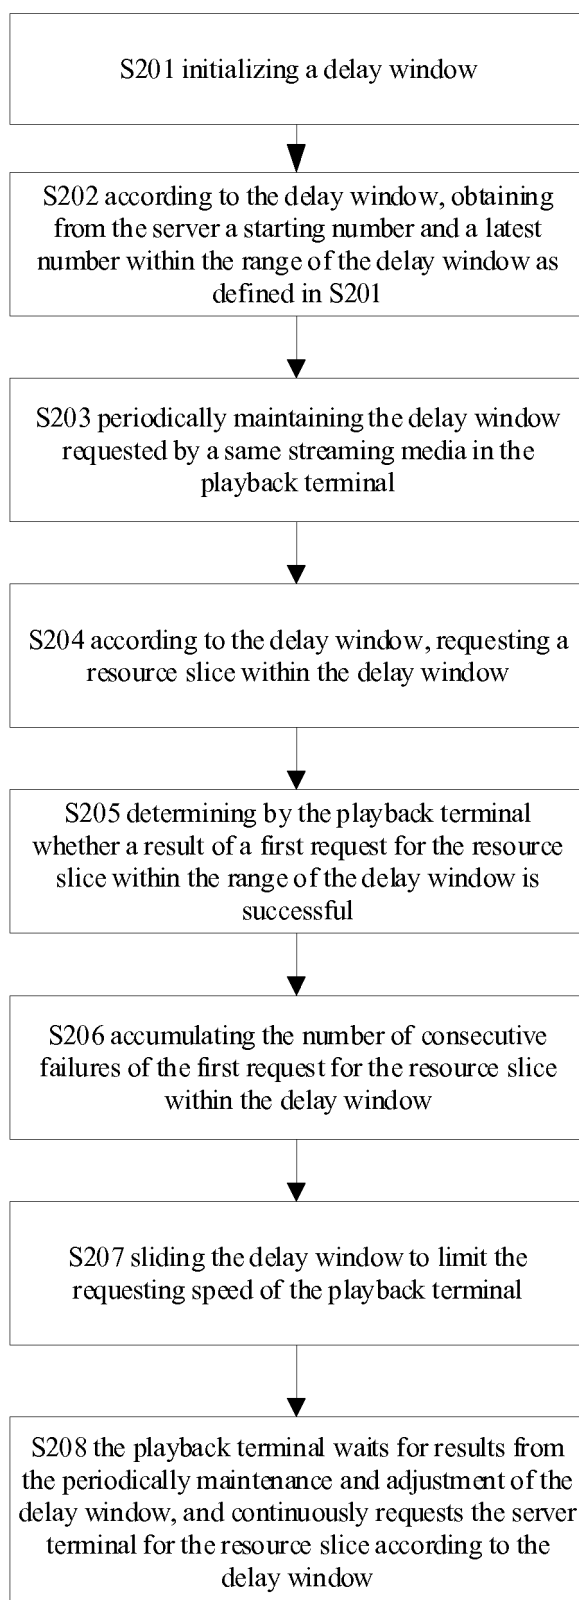 S201 initializing a delay window
S202 according to the delay window, obtaining
from the server a starting number and a latest
number within the range of the delay window as
defined in S201
S203 periodically maintaining the delay window
requested by a same streaming media in the
playback terminal
S204 according to the delay window, requesting a
resource slice within the delay window
S205 determining by the playback terminal
whether a result of a first request for the resource
slice within the range of the delay window is
successful
S206 accumulating the number of consecutive
failures of the first request for the resource slice
within the delay window
S207 sliding the delay window to limit the
requesting speed of the playback terminal
S208 the playback terminal waits for results from
the periodically maintenance and adjustment of the
delay window, and continuously requests the server
terminal for the resource slice according to the
delay window